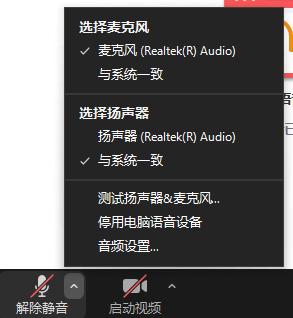 选择麦克风
麦克风 (Realtek(R) Audio)
与系统一致
选择扬声器
扬声器 (Realtek(R) Audio)
与系统一致
测试扬声器&麦克风...
停用电脑语音设备
音频设置...
解除静音
启动视频